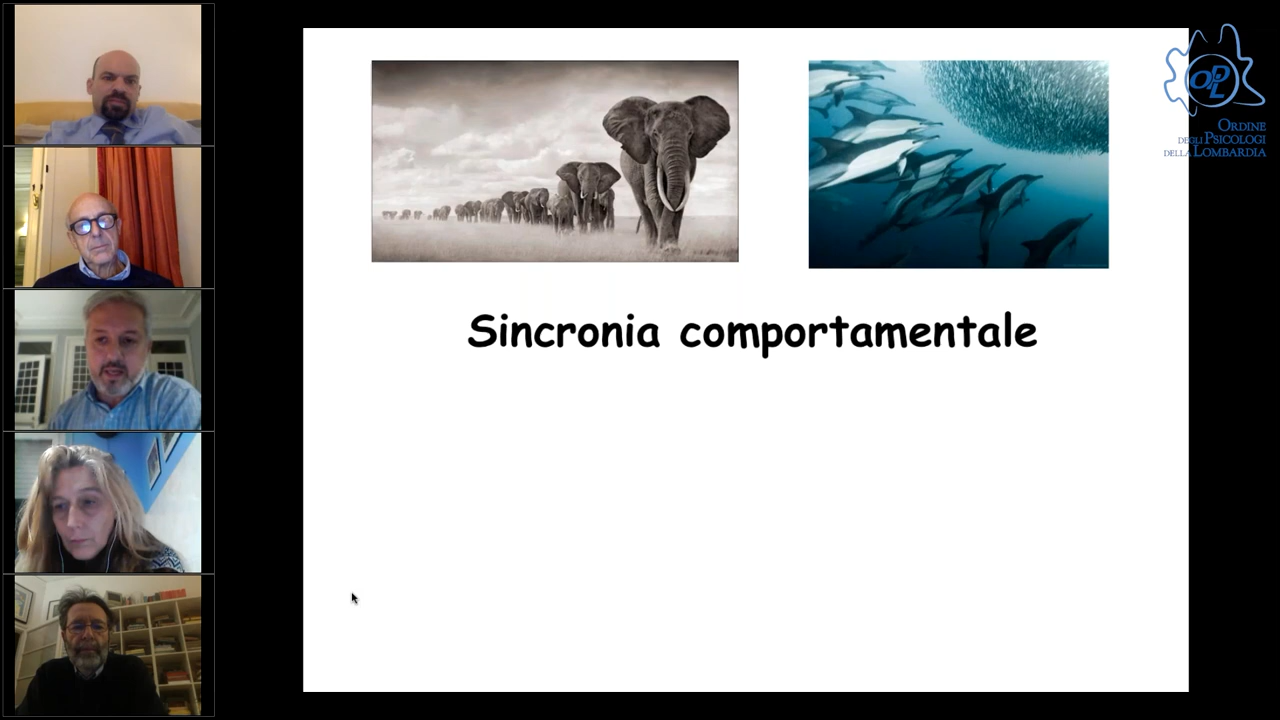 Sincronia comportamentale
OPL
ORDINE
DEGLI PSICOLOGI
DELLA LOMBARDIA